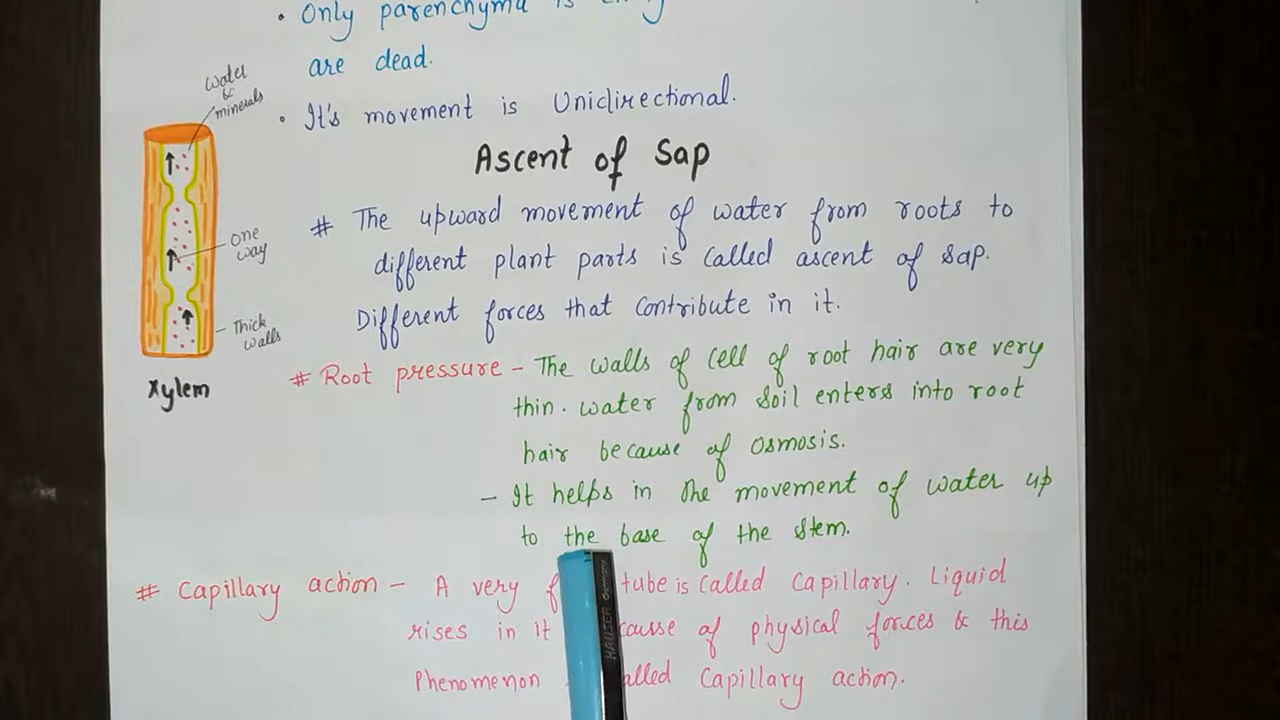 • Only parenchyma is
are dead.
• It's movement is Unidirectional.
water
&
minerals
one
way
Thick
walls
Xylem
Ascent of Sap
# The upward movement of water from roots to
different plant parts is called ascent of sap.
Different forces that contribute in it.
# Root pressure - The walls of cell of root hair are very
thin. water from soil enters into root
hair because of osmosis.
- It helps in the movement of water up
to the base of the stem.
# Capillary action - A very tube is called Capillary. Liquid
rises in it of physical forces & this
Phenomenon Capillary action.
HAUSER